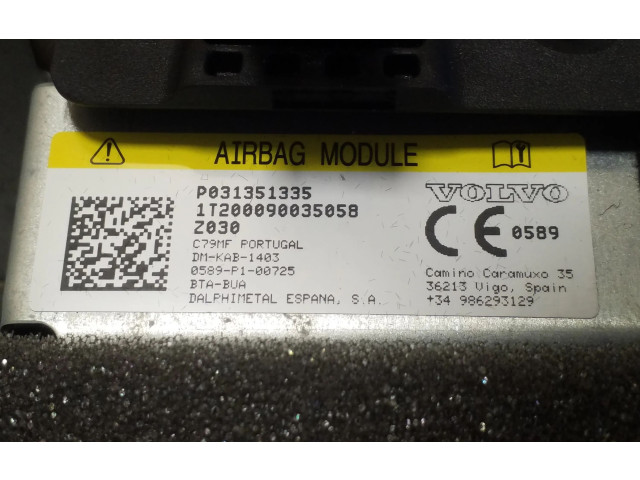 AIRBAG MODULE
P031351335
1T200090035058
Z030
C79MF PORTUGAL
DM-KAB-1403
0589-P1-00725
BTA-BUA
DALPHIMETAL ESPANA, S.A.
VOLVO
CE 0589
Camino Caramuxo 35
36213 Vigo, Spain
+34 986293129